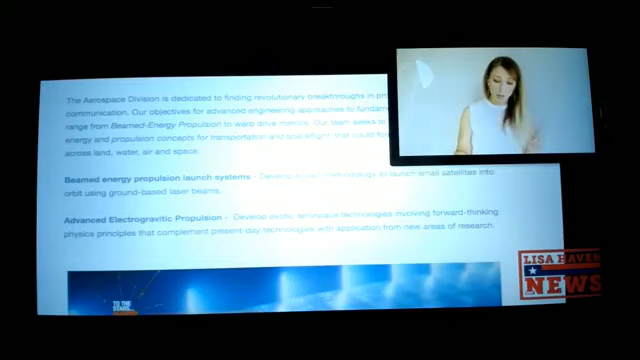 The Aerospace Division is dedicated to finding revolutionary breakthroughs in
communication. Our objectives for advanced engineering approaches to
range from Beamed-Energy Propulsion to warp drive metrics. Our team seeks to
energy and propulsion concepts for transportation and spaceflight, that could
across land, water, air and space.
Beamed energy propulsion launch systems - Develop methodology to launch small satellites into
orbit using ground-based laser beams.
Advanced Electrogravitic Propulsion - Develop exotic aerospace technologies involving forward-thinking
physics principles that complement present-day technologies with application from new areas of research.
TO THE
STARS
LISA HAVEN
NEWS